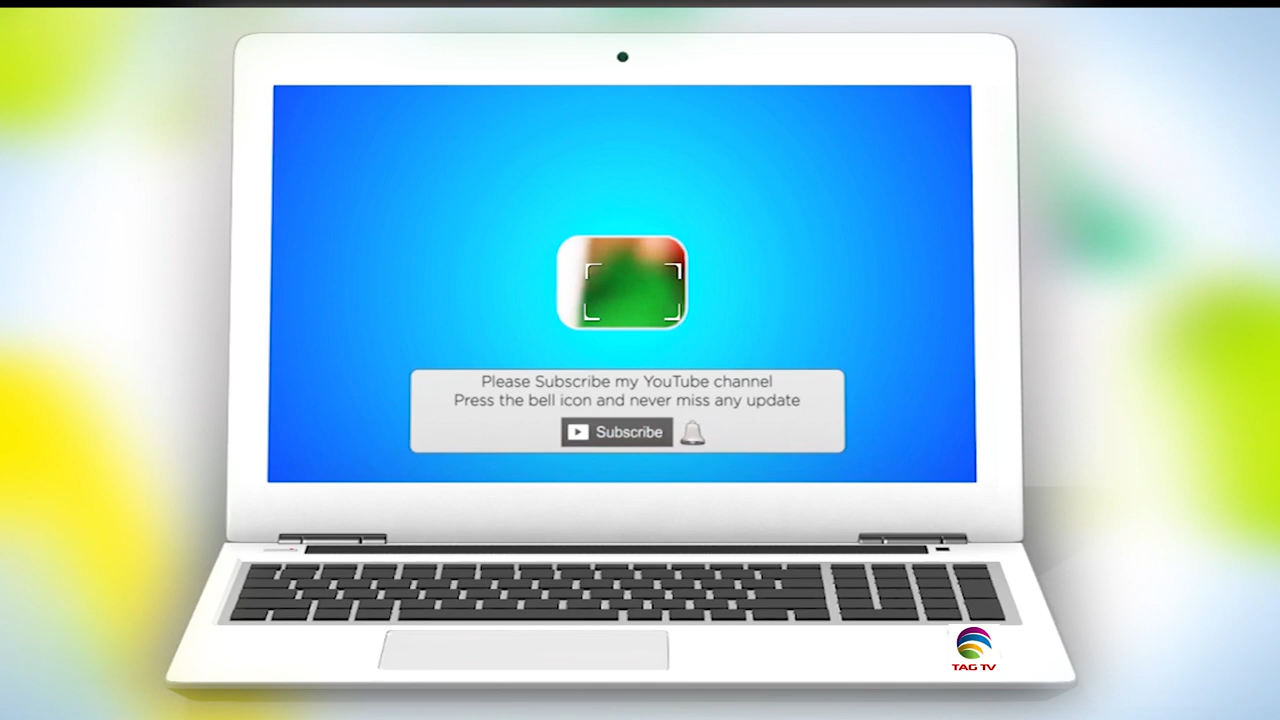 Please Subscribe my YouTube channel
Press the bell icon and never miss any update
Subscribe
TAG TV